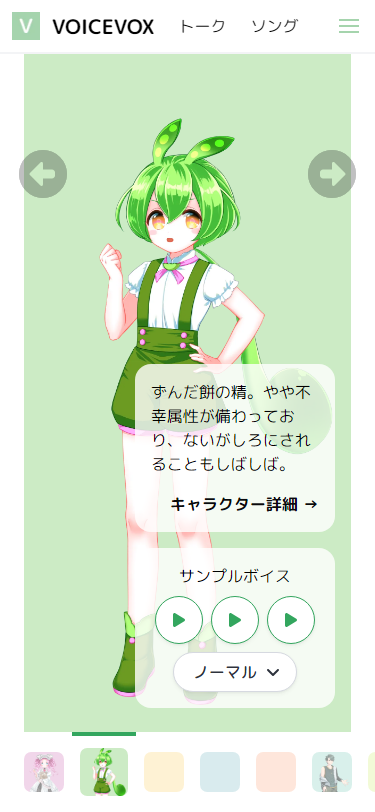 V VOICEVOX トーク ソング
ずんだ餅の精。やや不
幸属性が備わってお
り、ないがしろにされ
ることもしばしば。
キャラクター詳細 →
サンプルボイス
ノーマル